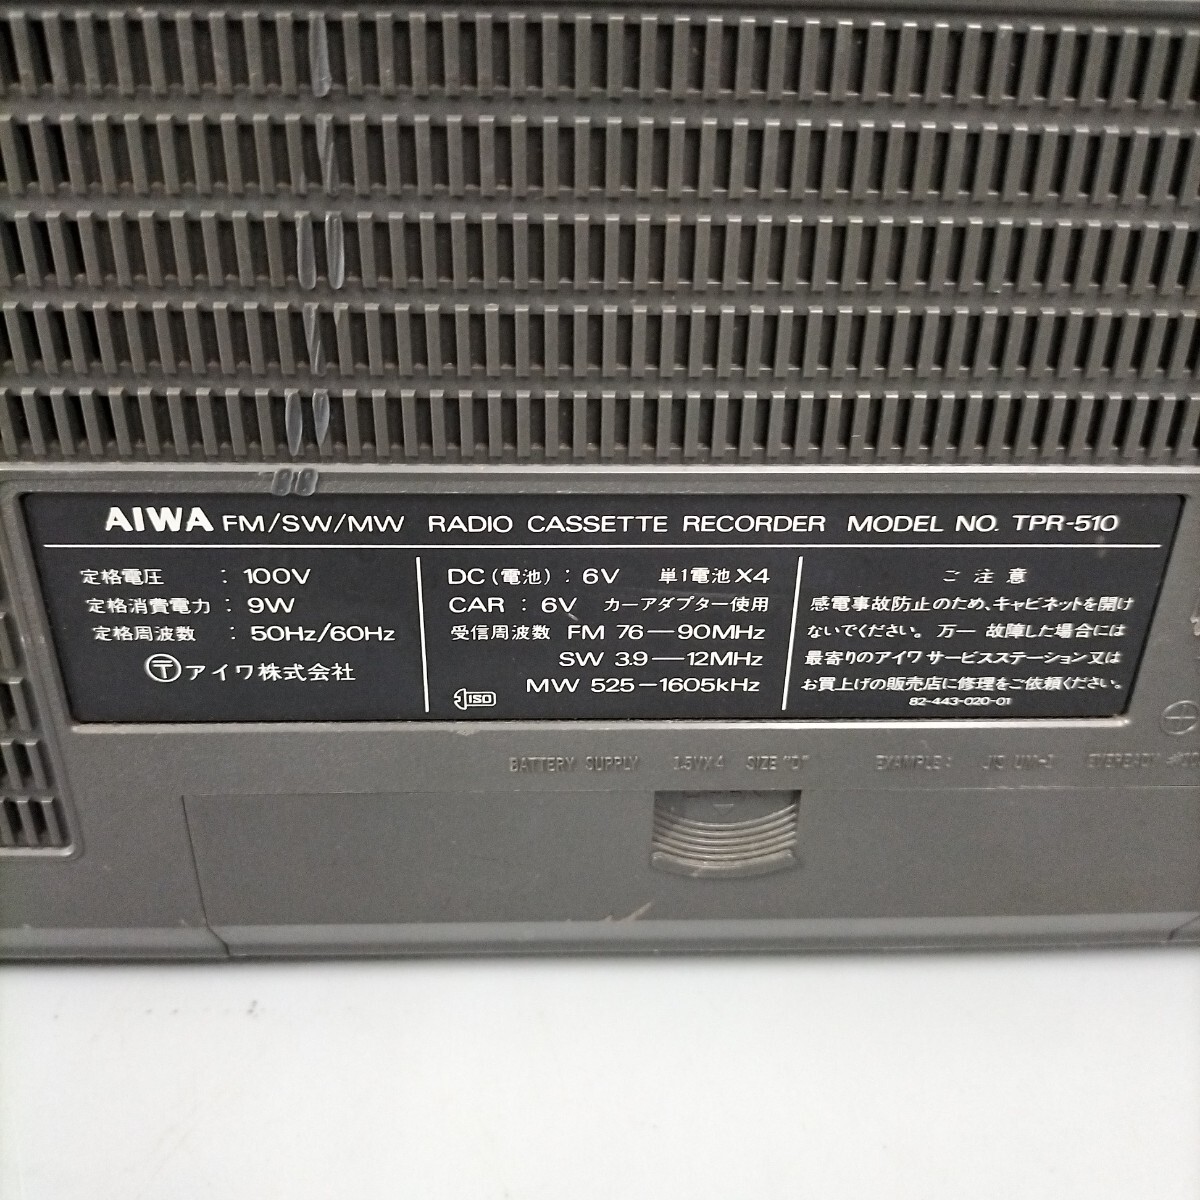 AIWA FM/SW/MW RADIO CASSETTE RECORDER MODEL NO. TPR-510
定格電圧 : 100V
定格消費電力 : 9W
定格周波数 : 50Hz/60Hz
〒アイワ株式会社
DC (電池) : 6V 単1電池X4
CAR : 6V カーアダプター使用
受信周波数 FM 76—90MHz
SW 3.9—12MHz
MW 525—1605kHz
ISO
ご注意
感電事故防止のため、キャビネットを開け
ないでください。万一 故障した場合には
最寄りのアイワ サービスステーション又は
お買上げの販売店に修理をご依頼ください。
82-443-020-01
BATTERY SUPPLY 1.5V×4 SIZE "D" EXAMPLE: EVEREADY